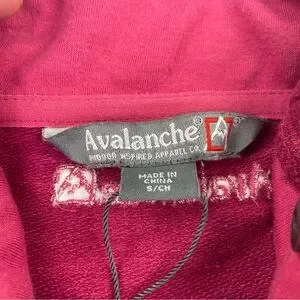 Avalanche®
OUTDOOR INSPIRED APPAREL CO.
MADE IN
CHINA
S/CH